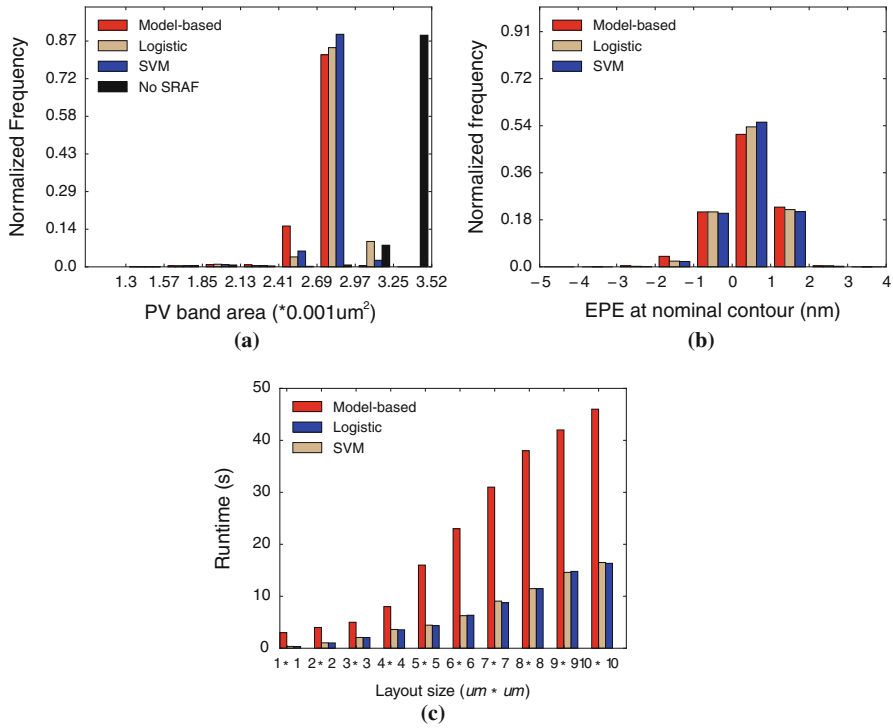 Model-based
Logistic
SVM
No SRAF
Normalized Frequency
0.87
0.72
0.58
0.43
0.29
0.14
0.0
1.3 1.57 1.85 2.13 2.41 2.69 2.97 3.25 3.52
PV band area (*0.001um²)
(a)
Model-based
Logistic
SVM
Normalized frequency
0.91
0.72
0.54
0.36
0.18
0.0
−5 −4 −3 −2 −1 0 1 2 3 4
EPE at nominal contour (nm)
(b)
Model-based
Logistic
SVM
Runtime (s)
50
40
30
20
10
0
1 * 1 2 * 2 3 * 3 4 * 4 5 * 5 6 * 6 7 * 7 8 * 8 9 * 9 10 * 10
Layout size (um * um)
(c)